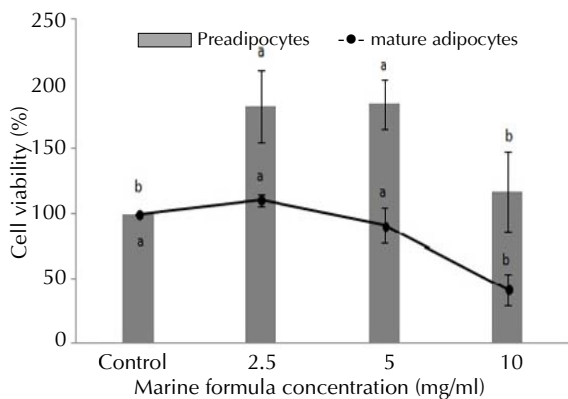 Preadipocytes
mature adipocytes
Cell viability (%)
250
200
150
100
50
0
a
a
b
b
a
a
a
b
Control
2.5
5
10
Marine formula concentration (mg/ml)